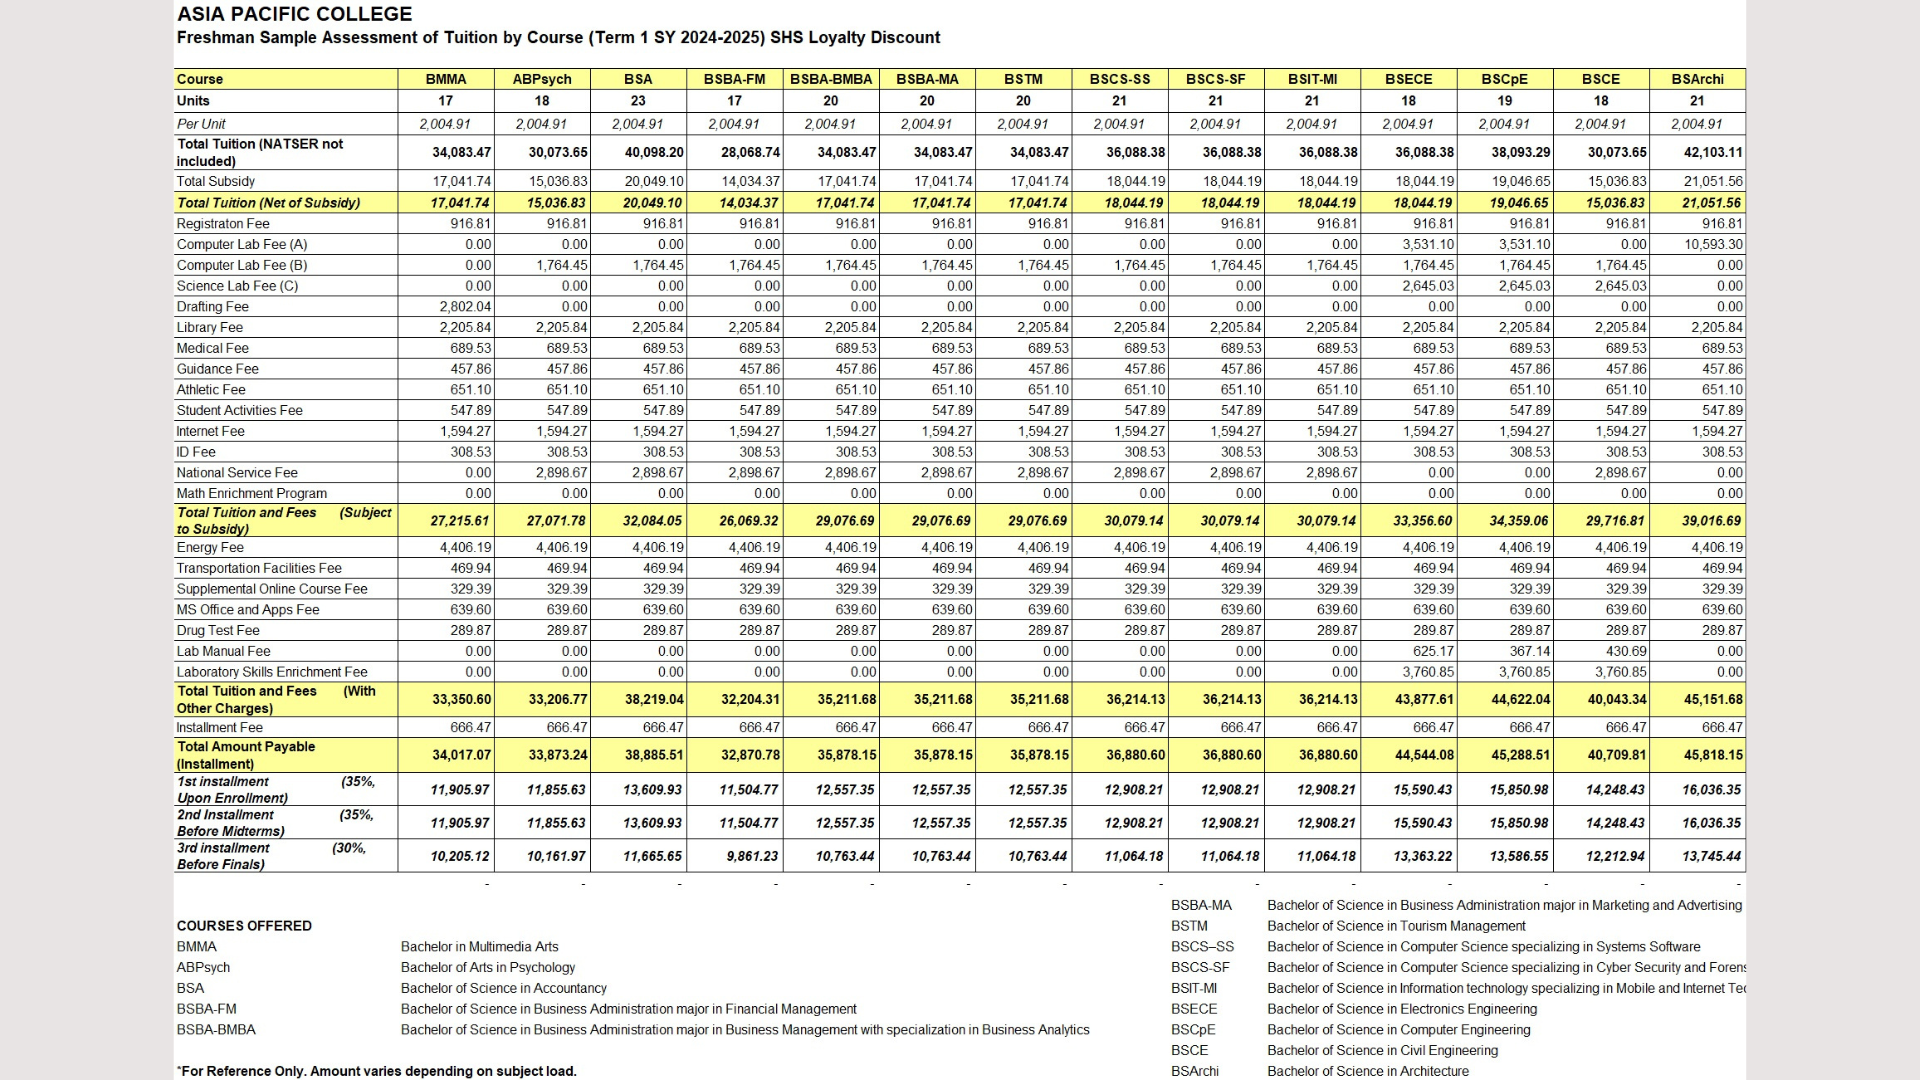 ASIA PACIFIC COLLEGE
Freshman Sample Assessment of Tuition by Course (Term 1 SY 2024-2025) SHS Loyalty Discount
Course BMMA ABPsych BSA BSBA-FM BSBA-BMBA BSBA-MA BSTM BSCS-SS BSCS-SF BSIT-MI BSECE BSCpE BSCE BSArchi
Units 17 18 23 17 20 20 20 21 21 21 18 19 18 21
Per Unit 2,004.91 2,004.91 2,004.91 2,004.91 2,004.91 2,004.91 2,004.91 2,004.91 2,004.91 2,004.91 2,004.91 2,004.91 2,004.91 2,004.91
Total Tuition (NATSER not
included) 34,083.47 30,073.65 40,098.20 28,068.74 34,083.47 34,083.47 34,083.47 36,088.38 36,088.38 36,088.38 36,088.38 38,093.29 30,073.65 42,103.11
Total Subsidy 17,041.74 15,036.83 20,049.10 14,034.37 17,041.74 17,041.74 17,041.74 18,044.19 18,044.19 18,044.19 18,044.19 19,046.65 15,036.83 21,051.56
Total Tuition (Net of Subsidy) 17,041.74 15,036.83 20,049.10 14,034.37 17,041.74 17,041.74 17,041.74 18,044.19 18,044.19 18,044.19 18,044.19 19,046.65 15,036.83 21,051.56
Registraton Fee 916.81 916.81 916.81 916.81 916.81 916.81 916.81 916.81 916.81 916.81 916.81 916.81 916.81 916.81
Computer Lab Fee (A) 0.00 0.00 0.00 0.00 0.00 0.00 0.00 0.00 0.00 0.00 3,531.10 3,531.10 0.00 10,593.30
Computer Lab Fee (B) 0.00 1,764.45 1,764.45 1,764.45 1,764.45 1,764.45 1,764.45 1,764.45 1,764.45 1,764.45 1,764.45 1,764.45 1,764.45 0.00
Science Lab Fee (C) 0.00 0.00 0.00 0.00 0.00 0.00 0.00 0.00 0.00 0.00 2,645.03 2,645.03 2,645.03 0.00
Drafting Fee 2,802.04 0.00 0.00 0.00 0.00 0.00 0.00 0.00 0.00 0.00 0.00 0.00 0.00 0.00
Library Fee 2,205.84 2,205.84 2,205.84 2,205.84 2,205.84 2,205.84 2,205.84 2,205.84 2,205.84 2,205.84 2,205.84 2,205.84 2,205.84 2,205.84
Medical Fee 689.53 689.53 689.53 689.53 689.53 689.53 689.53 689.53 689.53 689.53 689.53 689.53 689.53 689.53
Guidance Fee 457.86 457.86 457.86 457.86 457.86 457.86 457.86 457.86 457.86 457.86 457.86 457.86 457.86 457.86
Athletic Fee 651.10 651.10 651.10 651.10 651.10 651.10 651.10 651.10 651.10 651.10 651.10 651.10 651.10 651.10
Student Activities Fee 547.89 547.89 547.89 547.89 547.89 547.89 547.89 547.89 547.89 547.89 547.89 547.89 547.89 547.89
Internet Fee 1,594.27 1,594.27 1,594.27 1,594.27 1,594.27 1,594.27 1,594.27 1,594.27 1,594.27 1,594.27 1,594.27 1,594.27 1,594.27 1,594.27
ID Fee 308.53 308.53 308.53 308.53 308.53 308.53 308.53 308.53 308.53 308.53 308.53 308.53 308.53 308.53
National Service Fee 0.00 2,898.67 2,898.67 2,898.67 2,898.67 2,898.67 2,898.67 2,898.67 2,898.67 2,898.67 0.00 0.00 2,898.67 0.00
Math Enrichment Program 0.00 0.00 0.00 0.00 0.00 0.00 0.00 0.00 0.00 0.00 0.00 0.00 0.00 0.00
Total Tuition and Fees (Subject
to Subsidy) 27,215.61 27,071.78 32,084.05 26,069.32 29,076.69 29,076.69 29,076.69 30,079.14 30,079.14 30,079.14 33,356.60 34,359.06 29,716.81 39,016.69
Energy Fee 4,406.19 4,406.19 4,406.19 4,406.19 4,406.19 4,406.19 4,406.19 4,406.19 4,406.19 4,406.19 4,406.19 4,406.19 4,406.19 4,406.19
Transportation Facilities Fee 469.94 469.94 469.94 469.94 469.94 469.94 469.94 469.94 469.94 469.94 469.94 469.94 469.94 469.94
Supplemental Online Course Fee 329.39 329.39 329.39 329.39 329.39 329.39 329.39 329.39 329.39 329.39 329.39 329.39 329.39 329.39
MS Office and Apps Fee 639.60 639.60 639.60 639.60 639.60 639.60 639.60 639.60 639.60 639.60 639.60 639.60 639.60 639.60
Drug Test Fee 289.87 289.87 289.87 289.87 289.87 289.87 289.87 289.87 289.87 289.87 289.87 289.87 289.87 289.87
Lab Manual Fee 0.00 0.00 0.00 0.00 0.00 0.00 0.00 0.00 0.00 0.00 625.17 367.14 430.69 0.00
Laboratory Skills Enrichment Fee 0.00 0.00 0.00 0.00 0.00 0.00 0.00 0.00 0.00 0.00 3,760.85 3,760.85 3,760.85 0.00
Total Tuition and Fees (With
Other Charges) 33,350.60 33,206.77 38,219.04 32,204.31 35,211.68 35,211.68 35,211.68 36,214.13 36,214.13 36,214.13 43,877.61 44,622.04 40,043.34 45,151.68
Installment Fee 666.47 666.47 666.47 666.47 666.47 666.47 666.47 666.47 666.47 666.47 666.47 666.47 666.47 666.47
Total Amount Payable
(Installment) 34,017.07 33,873.24 38,885.51 32,870.78 35,878.15 35,878.15 35,878.15 36,880.60 36,880.60 36,880.60 44,544.08 45,288.51 40,709.81 45,818.15
1st installment (35%,
Upon Enrollment) 11,905.97 11,855.63 13,609.93 11,504.77 12,557.35 12,557.35 12,557.35 12,908.21 12,908.21 12,908.21 15,590.43 15,850.98 14,248.43 16,036.35
2nd Installment (35%,
Before Midterms) 11,905.97 11,855.63 13,609.93 11,504.77 12,557.35 12,557.35 12,557.35 12,908.21 12,908.21 12,908.21 15,590.43 15,850.98 14,248.43 16,036.35
3rd installment (30%,
Before Finals) 10,205.12 10,161.97 11,665.65 9,861.23 10,763.44 10,763.44 10,763.44 11,064.18 11,064.18 11,064.18 13,363.22 13,586.55 12,212.94 13,745.44
- - - - - - - - - - - - - -
COURSES OFFERED
BMMA Bachelor in Multimedia Arts
ABPsych Bachelor of Arts in Psychology
BSA Bachelor of Science in Accountancy
BSBA-FM Bachelor of Science in Business Administration major in Financial Management
BSBA-BMBA Bachelor of Science in Business Administration major in Business Management with specialization in Business Analytics
BSBA-MA Bachelor of Science in Business Administration major in Marketing and Advertising
BSTM Bachelor of Science in Tourism Management
BSCS–SS Bachelor of Science in Computer Science specializing in Systems Software
BSCS-SF Bachelor of Science in Computer Science specializing in Cyber Security and Forens
BSIT-MI Bachelor of Science in Information technology specializing in Mobile and Internet Tec
BSECE Bachelor of Science in Electronics Engineering
BSCpE Bachelor of Science in Computer Engineering
BSCE Bachelor of Science in Civil Engineering
BSArchi Bachelor of Science in Architecture
*For Reference Only. Amount varies depending on subject load.